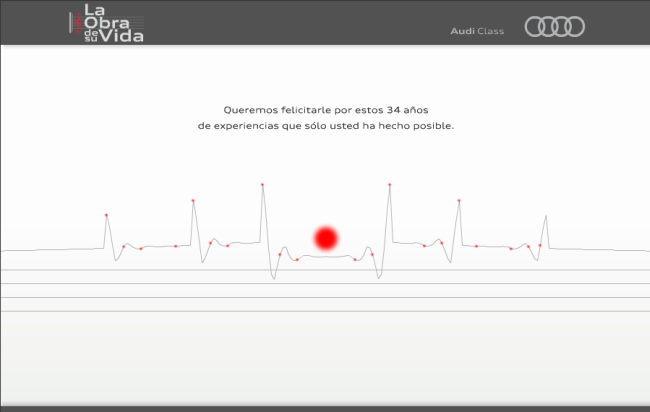 La
Obra
de
su Vida
Audi Class
Queremos felicitarle por estos 34 años
de experiencias que sólo usted ha hecho posible.